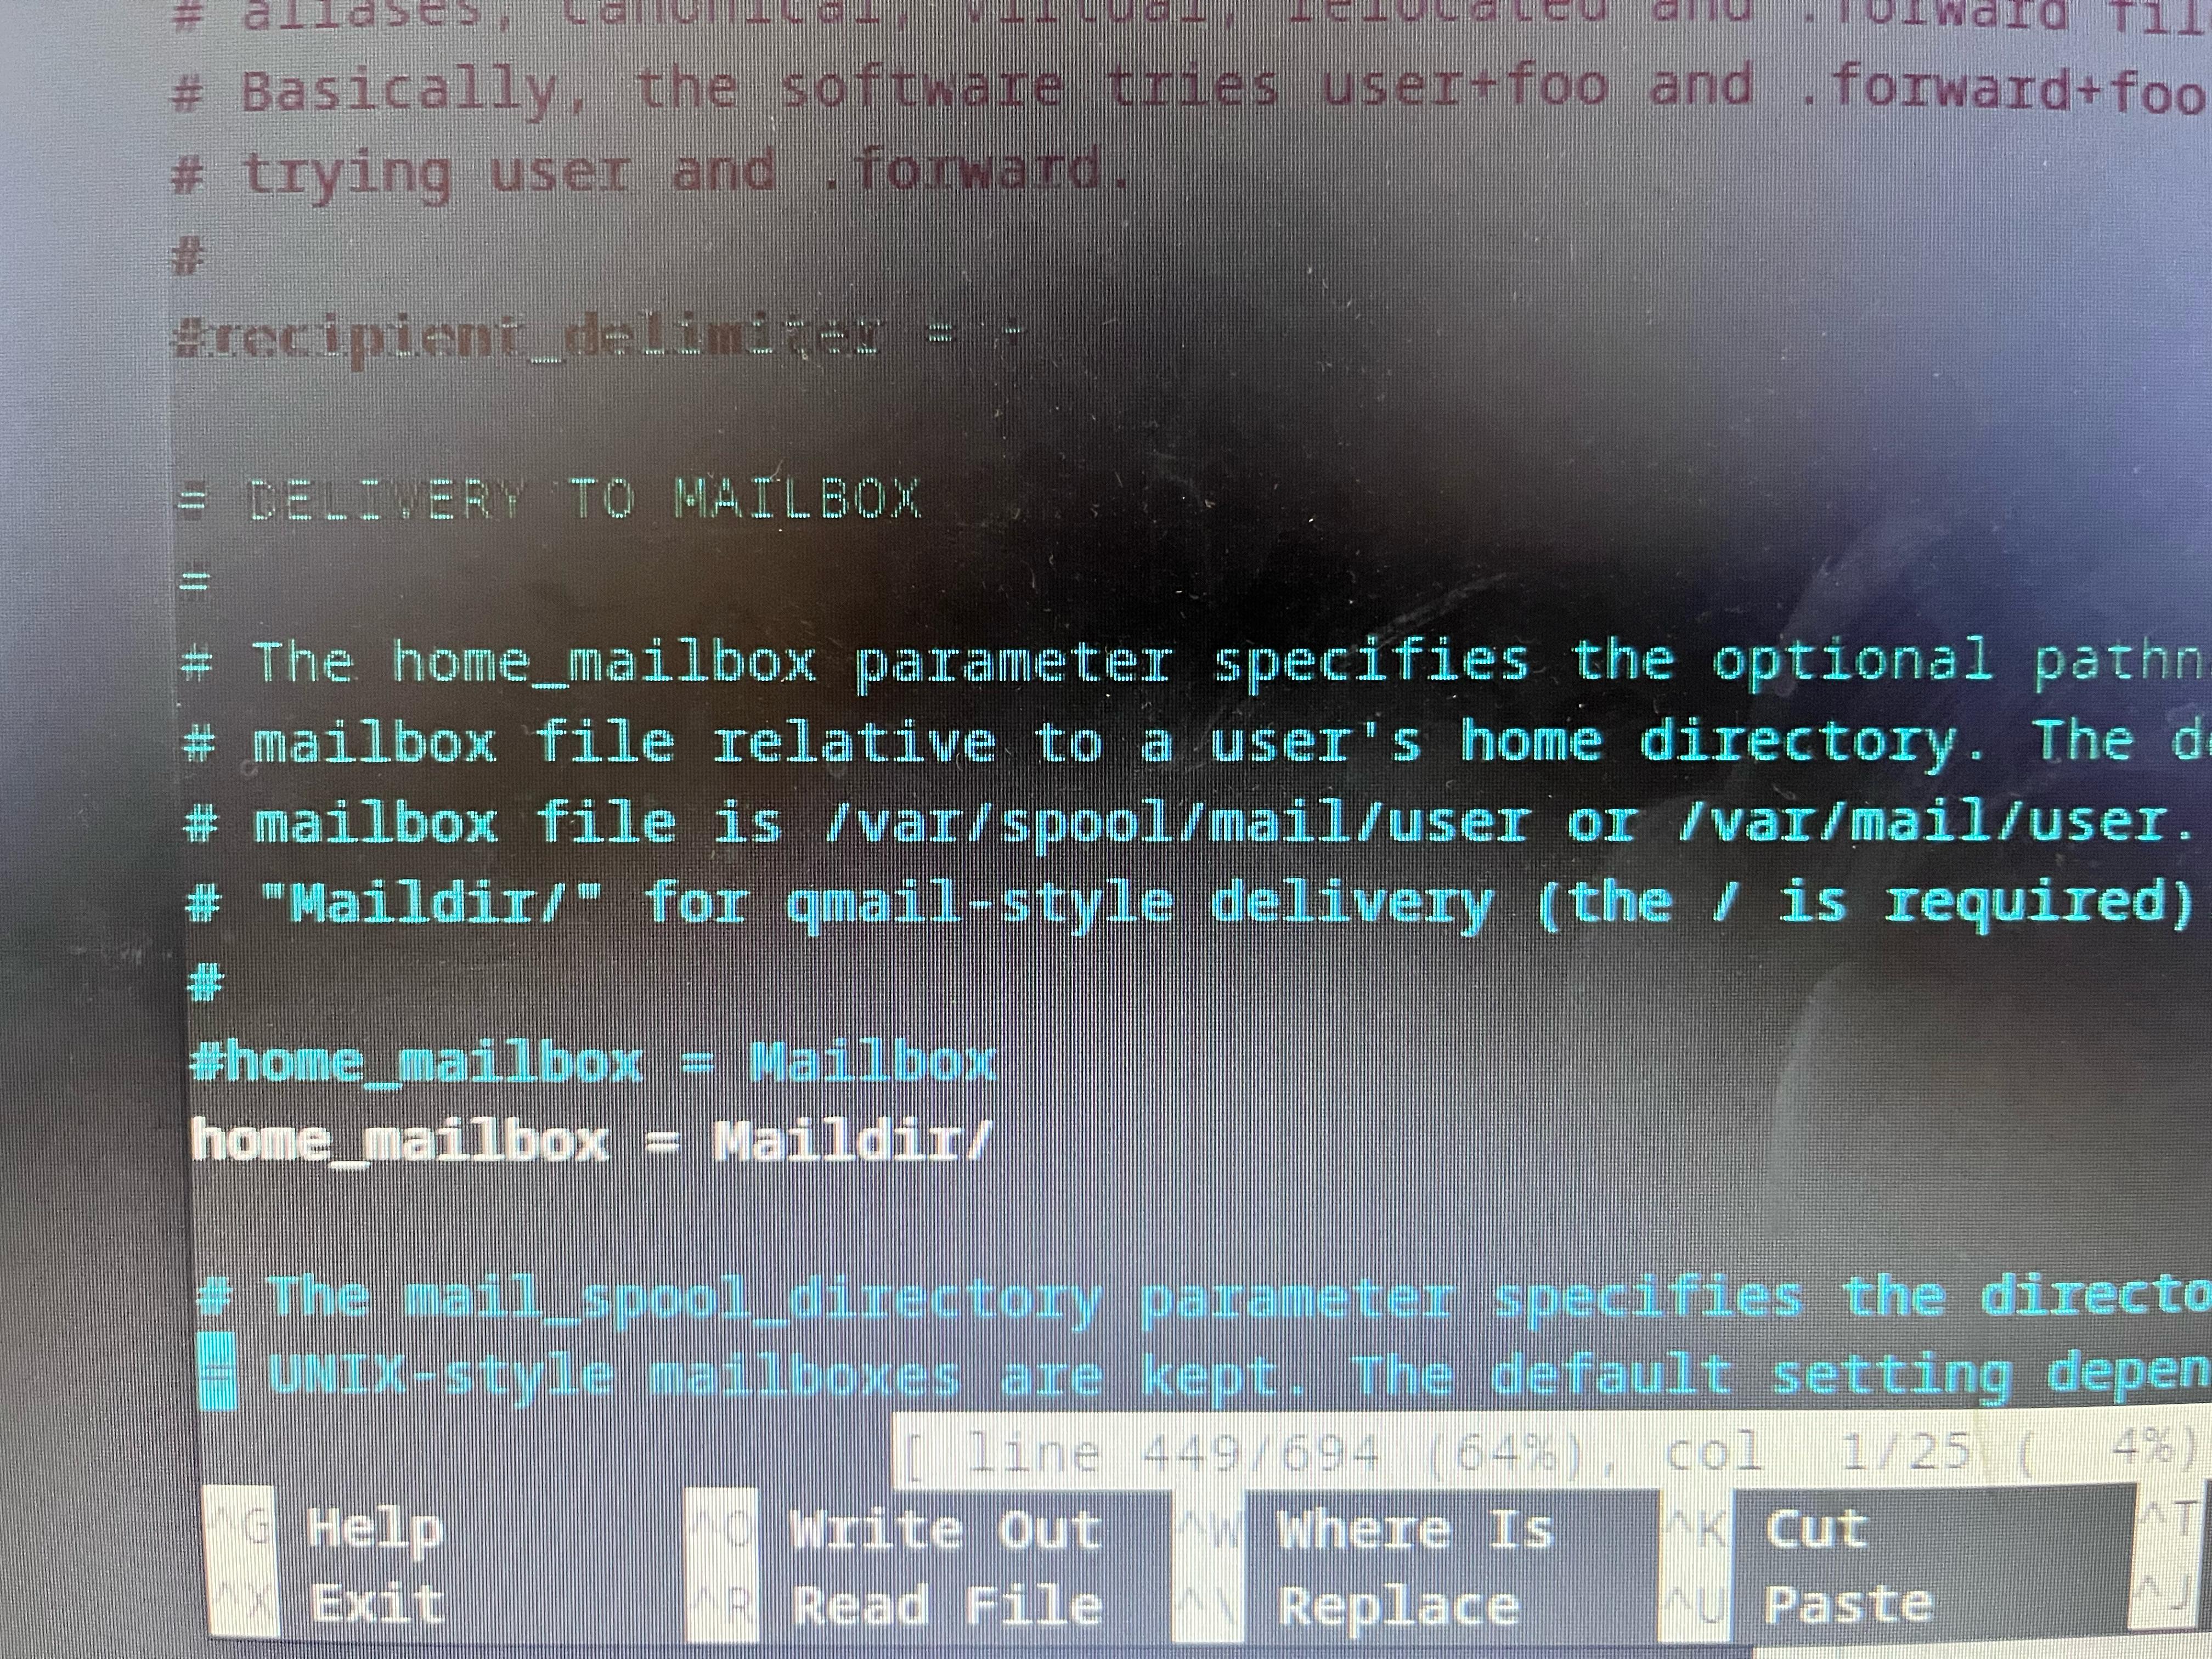 # aliases, canonical, virtual, relocated and .forward fil
# Basically, the software tries user+foo and .forward+foo
# trying user and .forward.
#
#recipient_delimiter = +
= DELIVERY TO MAILBOX
=
# The home_mailbox parameter specifies the optional pathn
# mailbox file relative to a user's home directory. The de
# mailbox file is /var/spool/mail/user or /var/mail/user.
# "Maildir/" for qmail-style delivery (the / is required)
#
#home_mailbox = Mailbox
home_mailbox = Maildir/
# The mail_spool_directory parameter specifies the directo
# UNIX-style mailboxes are kept. The default setting depen
[ line 449/694 (64%), col 1/25 ( 4%)
^G Help ^O Write Out ^W Where Is ^K Cut ^T
^X Exit ^R Read File ^\ Replace ^U Paste ^J